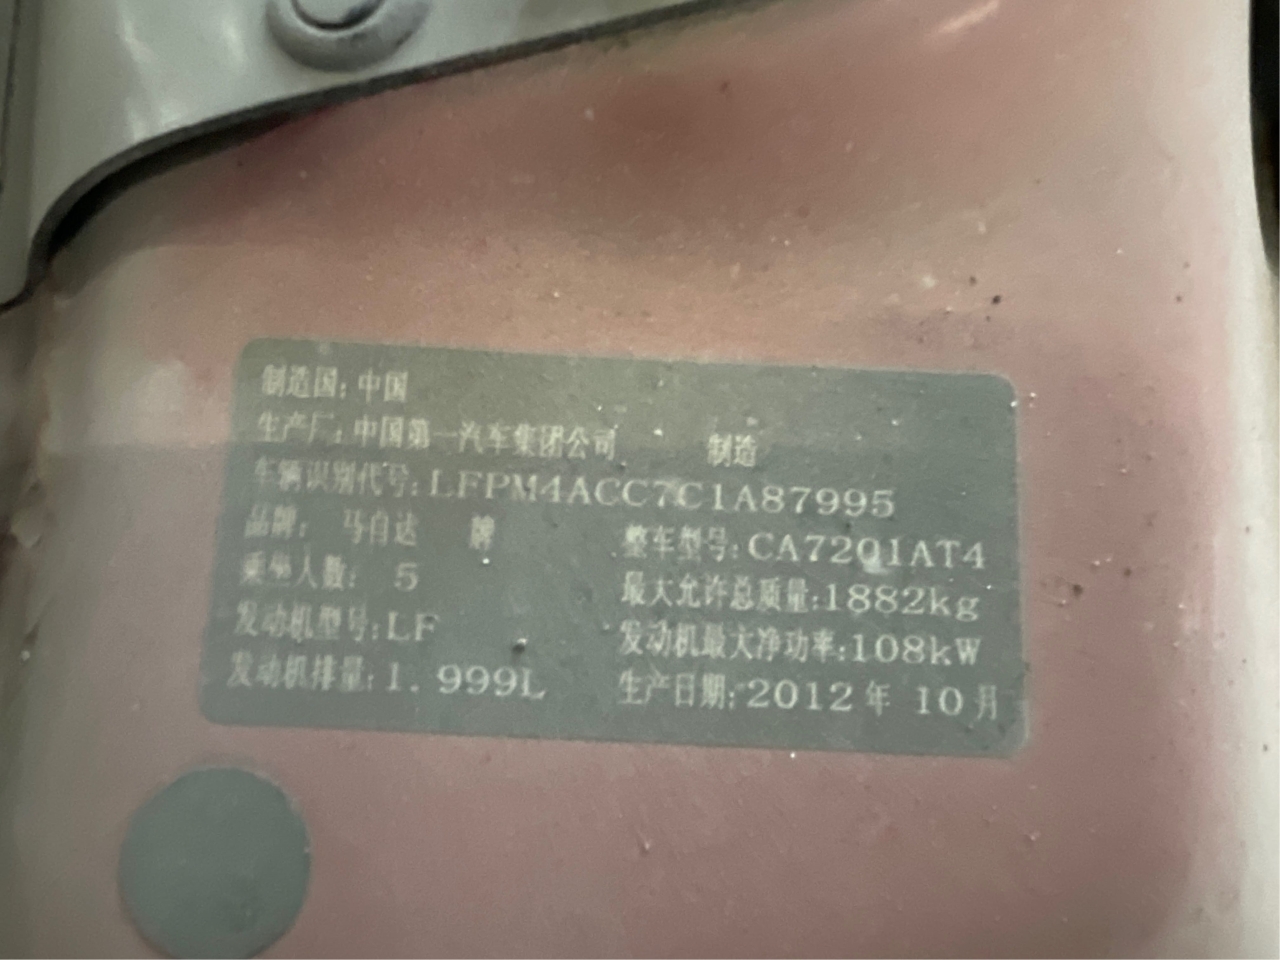 制造国:中国
生产厂:中国第一汽车集团公司 制造
车辆识别代号:LFPM4ACC7C1A87995
品牌: 马自达 牌 整车型号:CA7201AT4
乘坐人数: 5 最大允许总质量:1882kg
发动机型号:LF 发动机最大净功率:108kW
发动机排量:1.999L 生产日期:2012年 10月